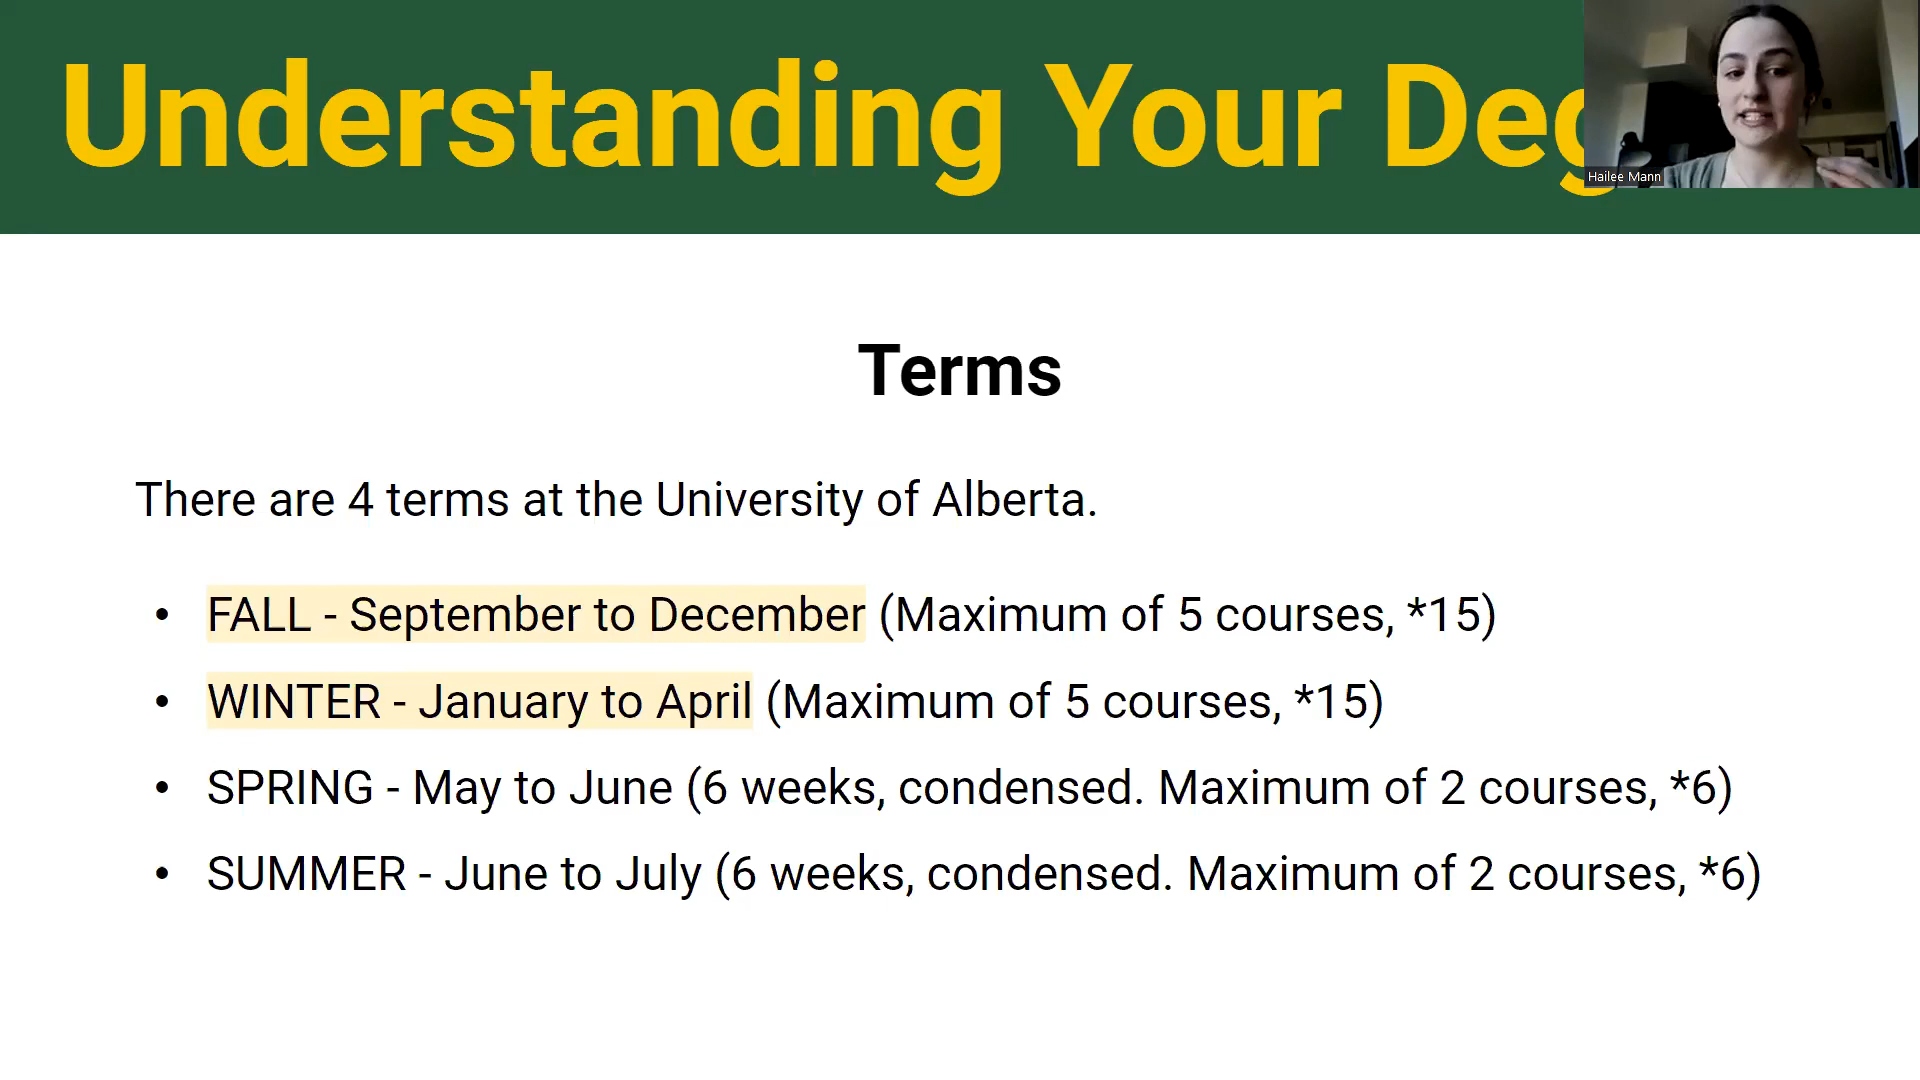 Understanding Your Deg
Hailee Mann
Terms
There are 4 terms at the University of Alberta.
• FALL - September to December (Maximum of 5 courses, *15)
• WINTER - January to April (Maximum of 5 courses, *15)
• SPRING - May to June (6 weeks, condensed. Maximum of 2 courses, *6)
• SUMMER - June to July (6 weeks, condensed. Maximum of 2 courses, *6)